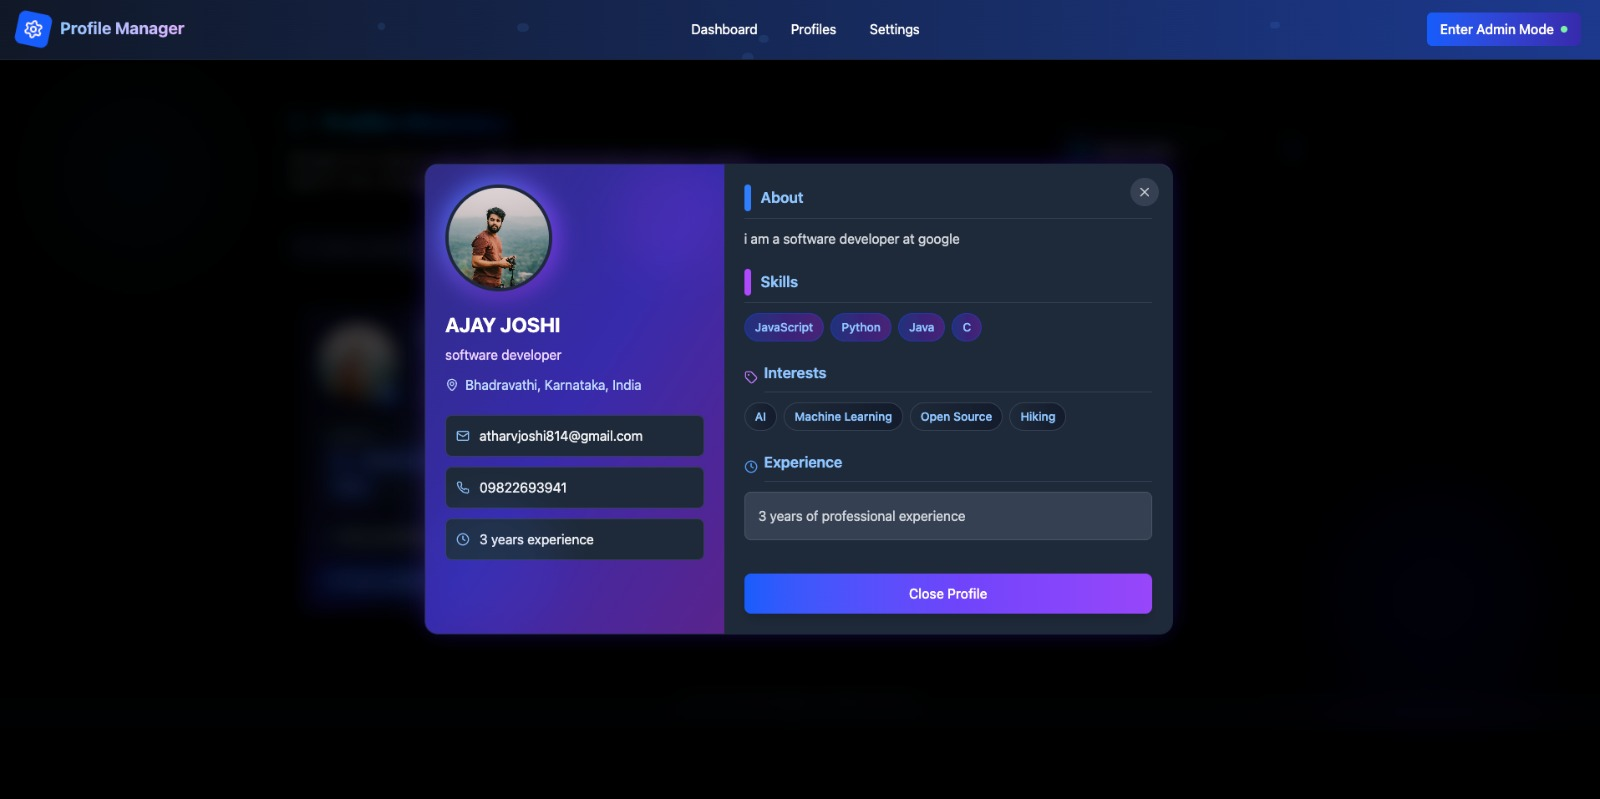 Profile Manager
Dashboard
Profiles
Settings
Enter Admin Mode
AJAY JOSHI
software developer
Bhadravathi, Karnataka, India
atharvjoshi814@gmail.com
09822693941
3 years experience
About
i am a software developer at google
Skills
JavaScript
Python
Java
C
Interests
AI
Machine Learning
Open Source
Hiking
Experience
3 years of professional experience
Close Profile